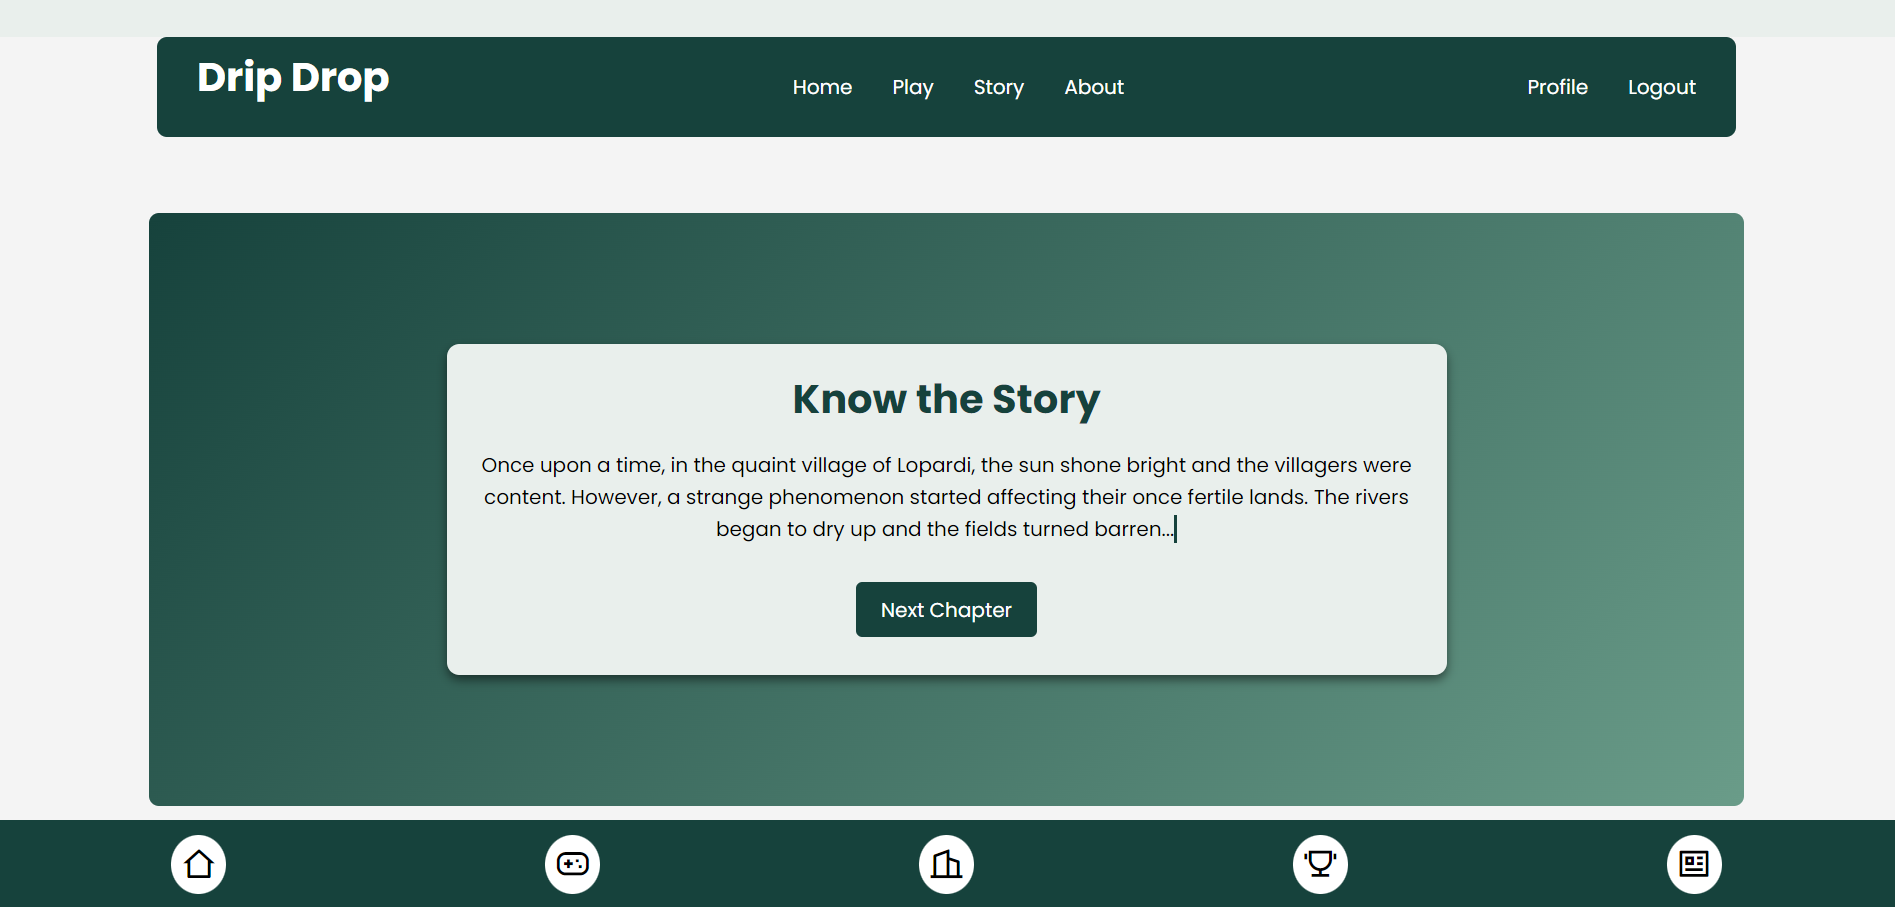 Drip Drop
Home Play Story About
Profile Logout
Know the Story
Once upon a time, in the quaint village of Lopardi, the sun shone bright and the villagers were
content. However, a strange phenomenon started affecting their once fertile lands. The rivers
began to dry up and the fields turned barren...
Next Chapter